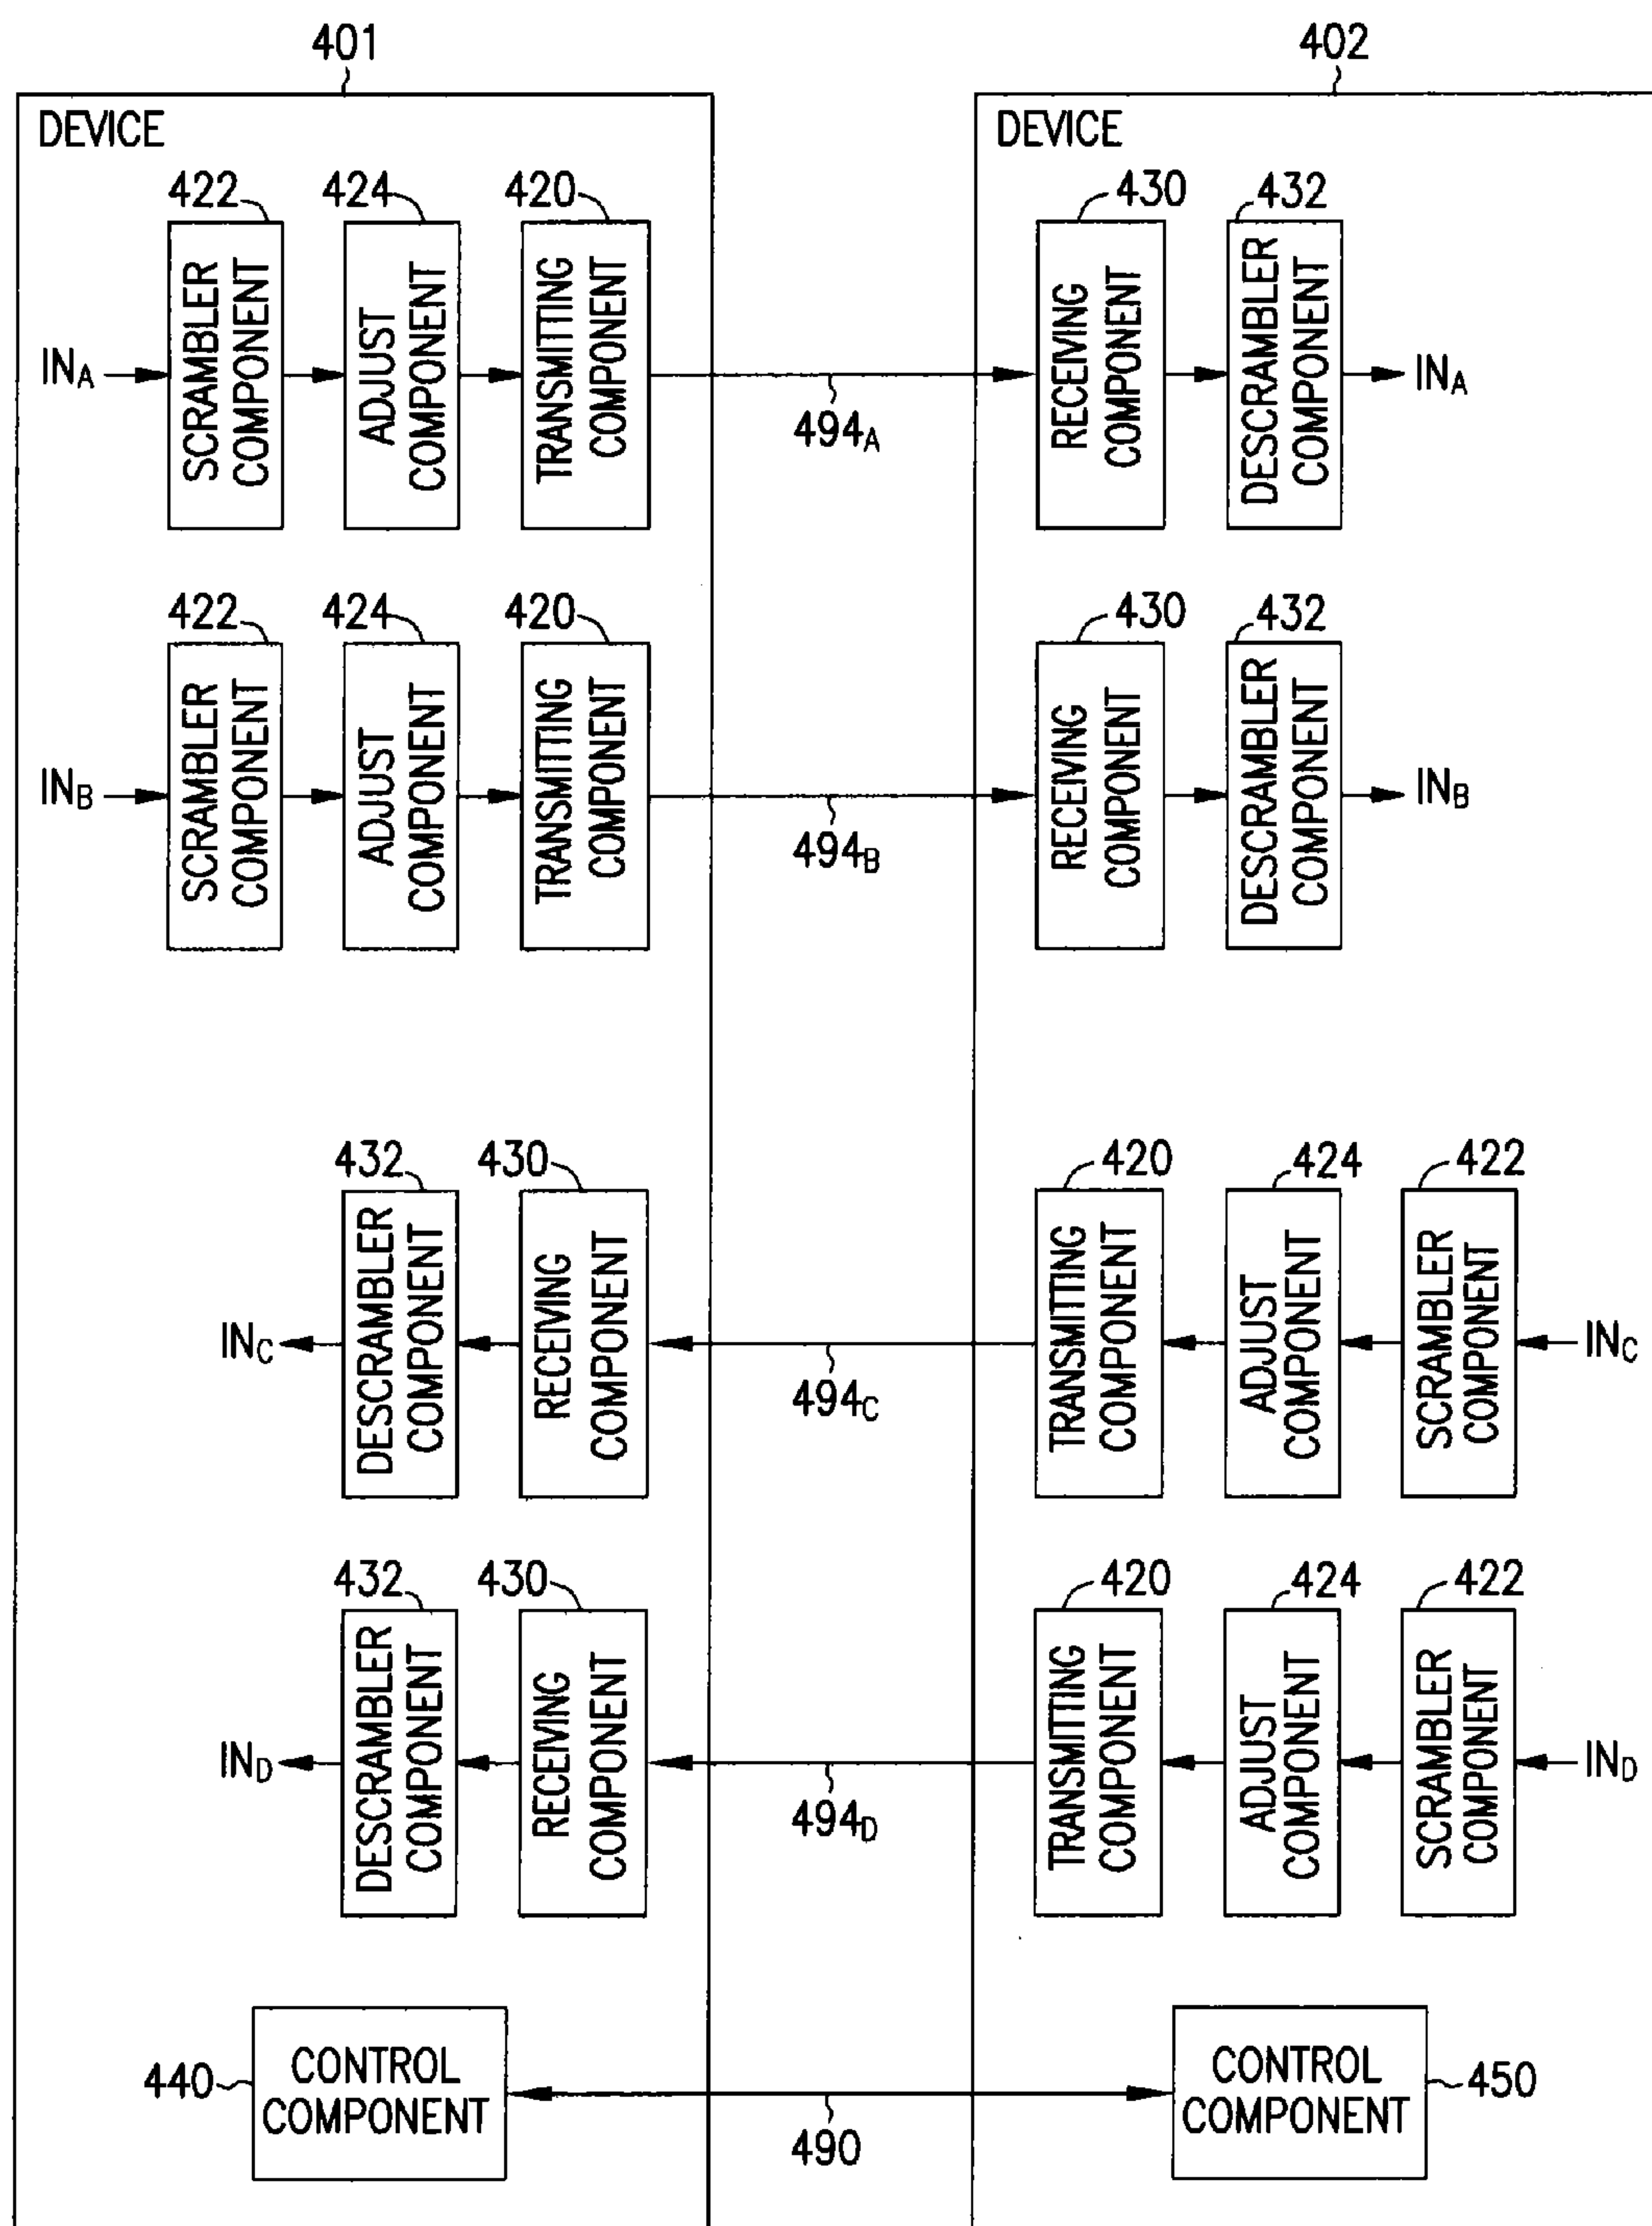 401
402
DEVICE
DEVICE
422
424
420
430
432
IN_A
SCRAMBLER
COMPONENT
ADJUST
COMPONENT
TRANSMITTING
COMPONENT
494_A
RECEIVING
COMPONENT
DESCRAMBLER
COMPONENT
IN_A
422
424
420
430
432
IN_B
SCRAMBLER
COMPONENT
ADJUST
COMPONENT
TRANSMITTING
COMPONENT
494_B
RECEIVING
COMPONENT
DESCRAMBLER
COMPONENT
IN_B
432
430
420
424
422
IN_C
DESCRAMBLER
COMPONENT
RECEIVING
COMPONENT
494_C
TRANSMITTING
COMPONENT
ADJUST
COMPONENT
SCRAMBLER
COMPONENT
IN_C
432
430
420
424
422
IN_D
DESCRAMBLER
COMPONENT
RECEIVING
COMPONENT
494_D
TRANSMITTING
COMPONENT
ADJUST
COMPONENT
SCRAMBLER
COMPONENT
IN_D
440
CONTROL
COMPONENT
490
CONTROL
COMPONENT
450